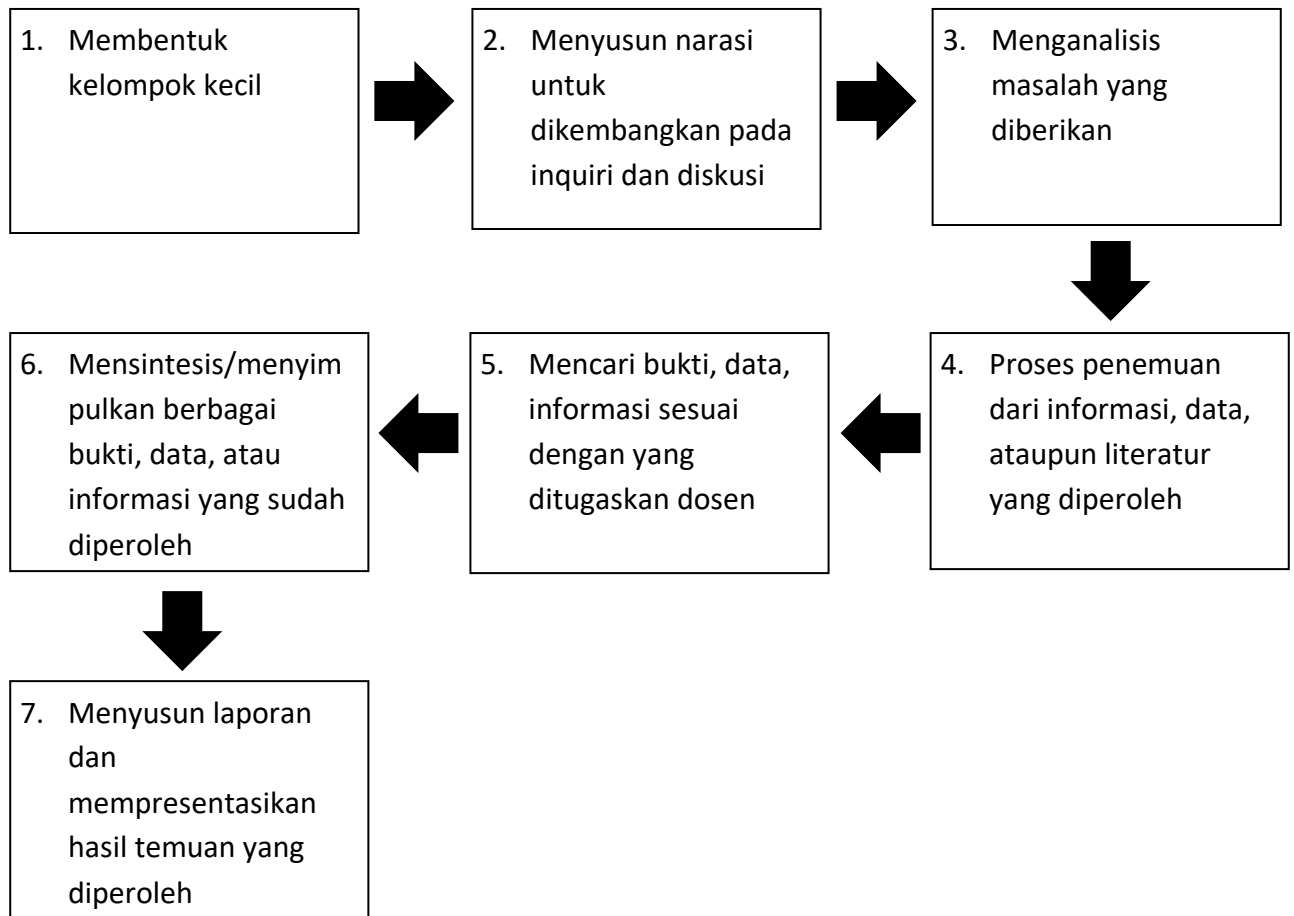 1. Membentuk
kelompok kecil
2. Menyusun narasi
untuk
dikembangkan pada
inquiri dan diskusi
3. Menganalisis
masalah yang
diberikan
4. Proses penemuan
dari informasi, data,
ataupun literatur
yang diperoleh
5. Mencari bukti, data,
informasi sesuai
dengan yang
ditugaskan dosen
6. Mensintesis/menyim
pulkan berbagai
bukti, data, atau
informasi yang sudah
diperoleh
7. Menyusun laporan
dan
mempresentasikan
hasil temuan yang
diperoleh